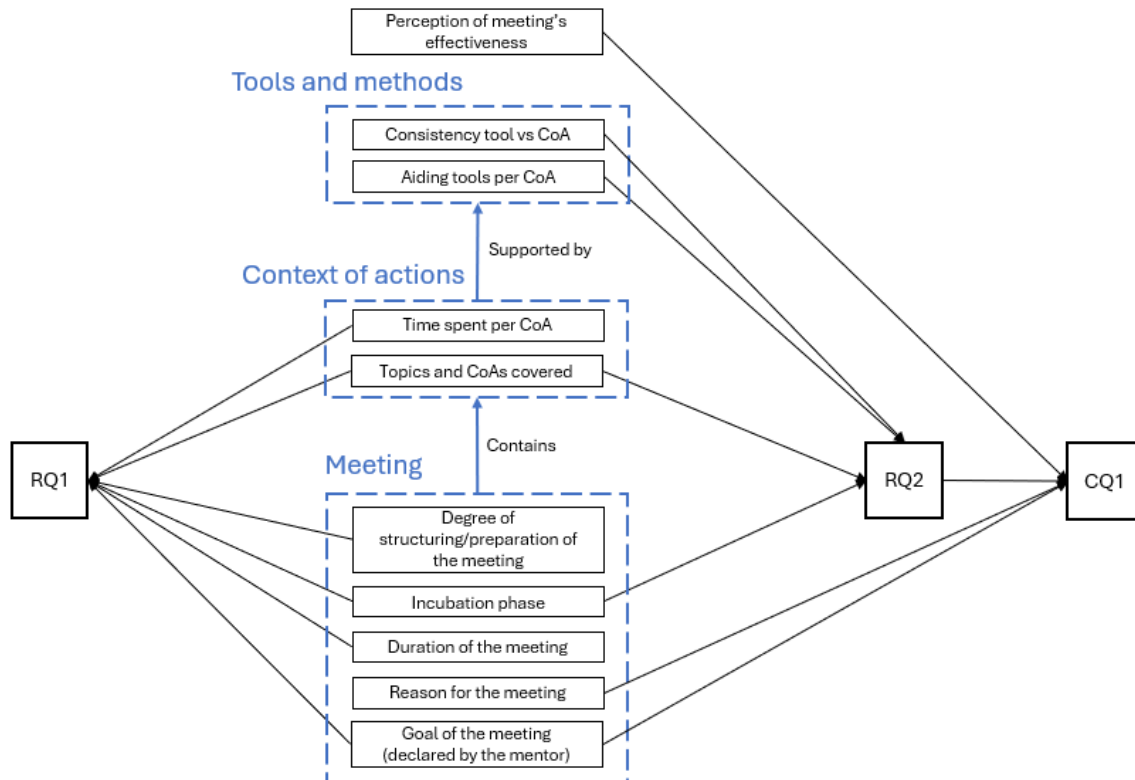 Perception of meeting's
effectiveness
Tools and methods
Consistency tool vs CoA
Aiding tools per CoA
Supported by
Context of actions
Time spent per CoA
Topics and CoAs covered
Contains
Meeting
RQ1
RQ2
CQ1
Degree of
structuring/preparation of
the meeting
Incubation phase
Duration of the meeting
Reason for the meeting
Goal of the meeting
(declared by the mentor)